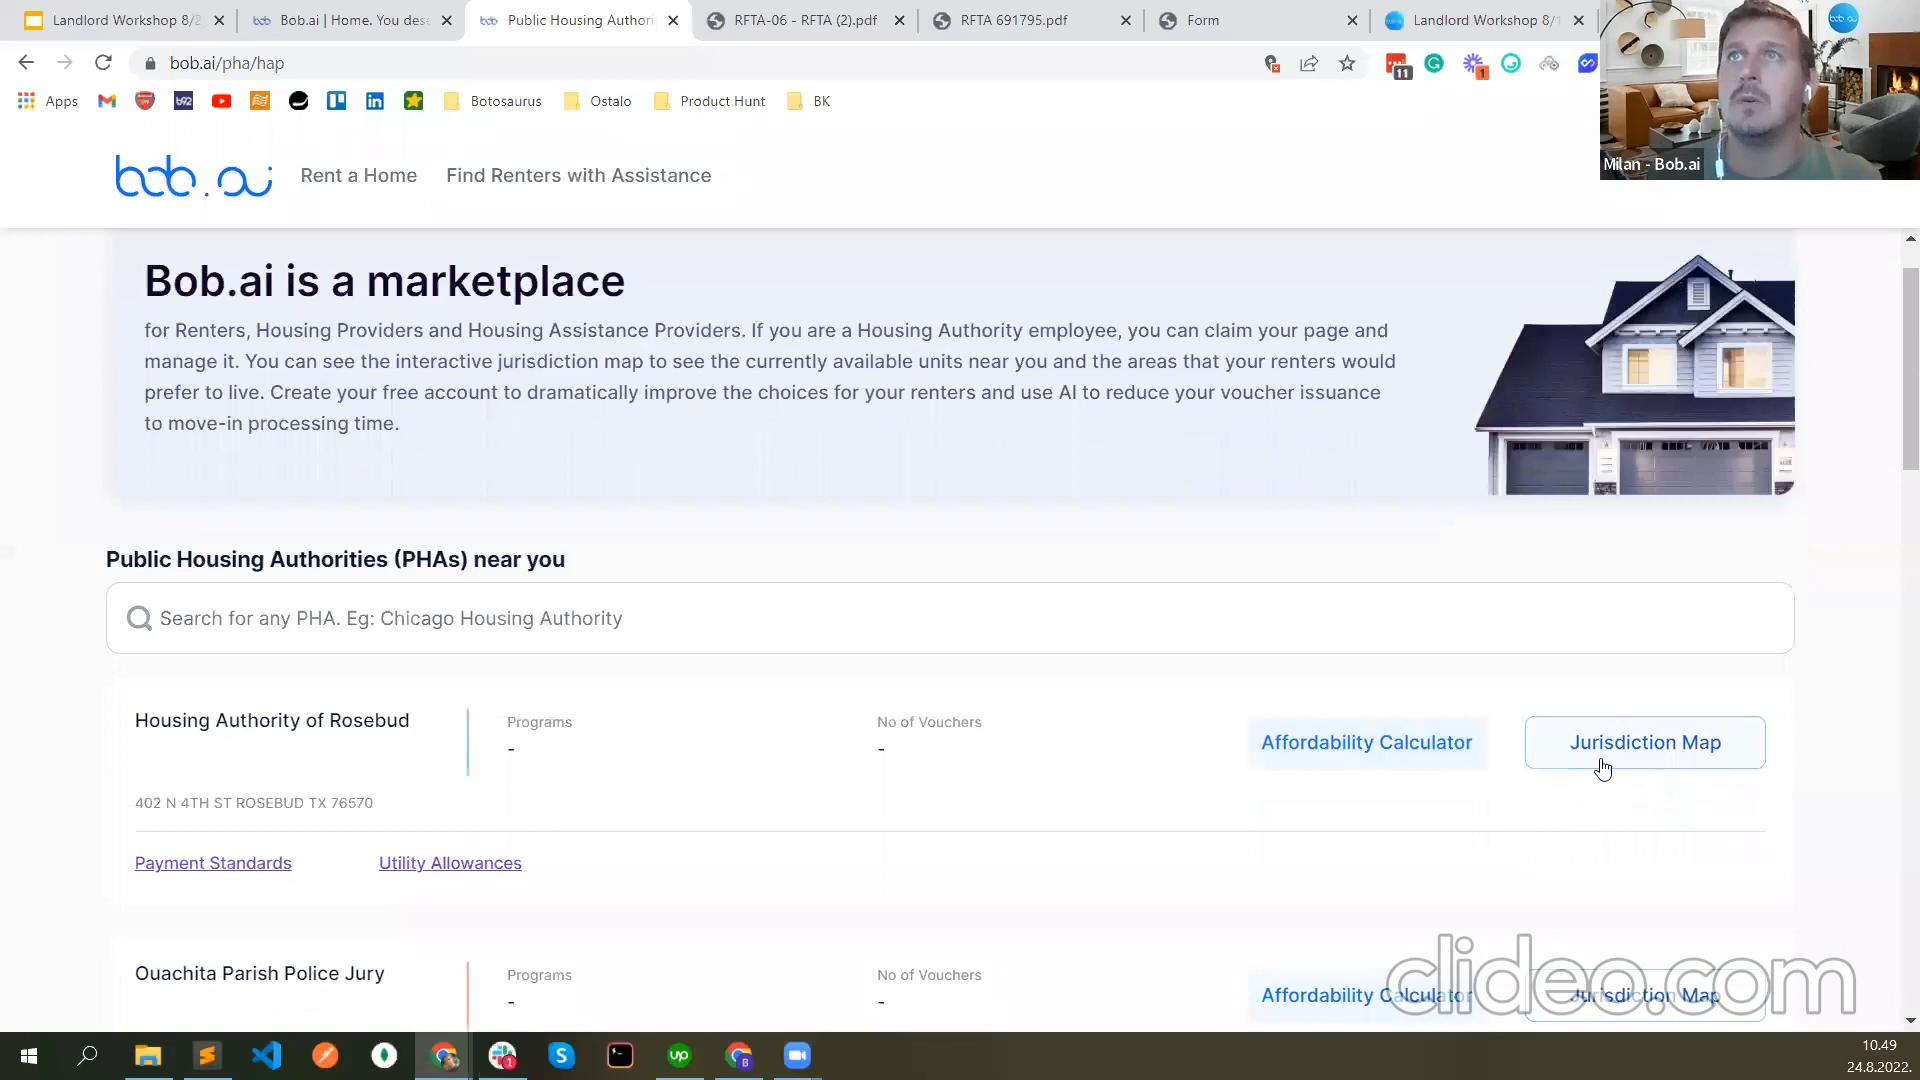 Landlord Workshop 8/2
Bob.ai | Home. You dese
Public Housing Authori
RFTA-06 - RFTA (2).pdf
RFTA 691795.pdf
Form
Landlord Workshop 8/1
bob.ai/pha/hap
11
1
Apps
Botosaurus
Ostalo
Product Hunt
BK
Milan - Bob.ai
bob.ai
Rent a Home
Find Renters with Assistance
Bob.ai is a marketplace
for Renters, Housing Providers and Housing Assistance Providers. If you are a Housing Authority employee, you can claim your page and
manage it. You can see the interactive jurisdiction map to see the currently available units near you and the areas that your renters would
prefer to live. Create your free account to dramatically improve the choices for your renters and use AI to reduce your voucher issuance
to move-in processing time.
Public Housing Authorities (PHAs) near you
Search for any PHA. Eg: Chicago Housing Authority
Housing Authority of Rosebud
Programs
-
No of Vouchers
-
Affordability Calculator
Jurisdiction Map
402 N 4TH ST ROSEBUD TX 76570
Payment Standards
Utility Allowances
Ouachita Parish Police Jury
Programs
-
No of Vouchers
-
Affordability Calculator
Jurisdiction Map
clideo.com
10.49
24.8.2022.